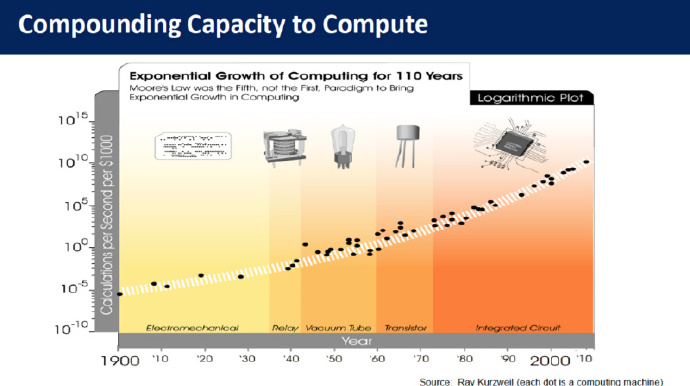 Compounding Capacity to Compute
Exponential Growth of Computing for 110 Years
Moore's Law was the Fifth, not the First, Paradigm to Bring
Exponential Growth in Computing
Logarithmic Plot
Calculations per Second per $1000
10^15
10^10
10^5
10^0
10^-5
10^-10
Electromechanical Relay Vacuum Tube Transistor Integrated Circuit
Year
1900 '10 '20 '30 '40 '50 '60 '70 '80 '90 2000 '10
Source: Ray Kurzweil (each dot is a computing machine)